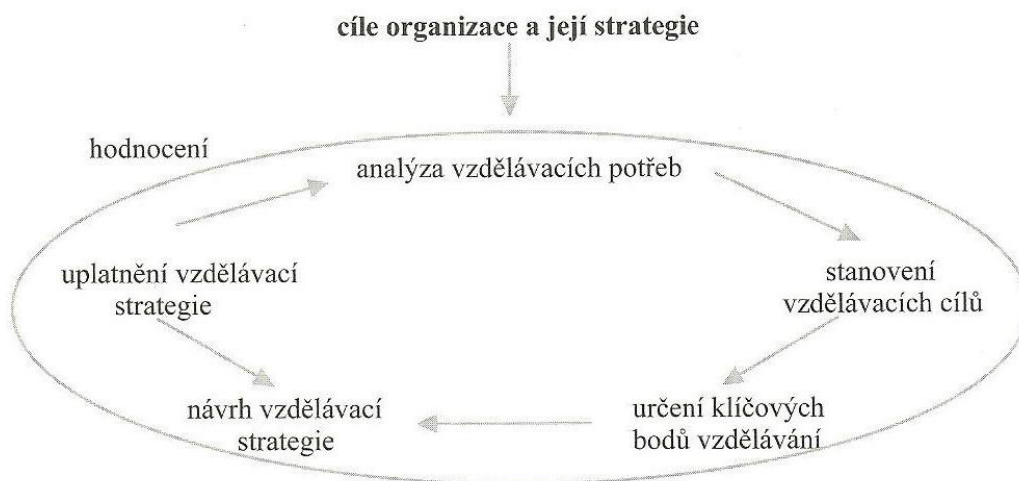 cíle organizace a její strategie
hodnocení
analýza vzdělávacích potřeb
uplatnění vzdělávací
strategie
stanovení
vzdělávacích cílů
návrh vzdělávací
strategie
určení klíčových
bodů vzdělávání